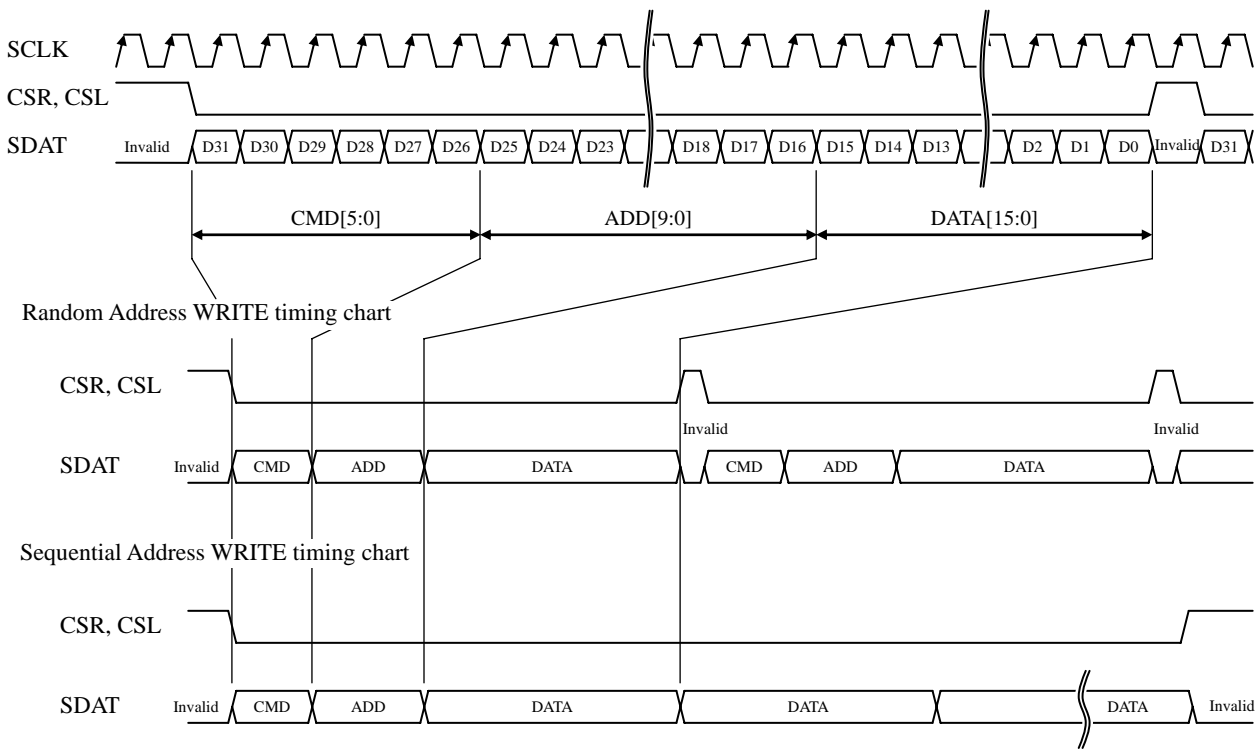 SCLK
CSR, CSL
SDAT Invalid D31 D30 D29 D28 D27 D26 D25 D24 D23 D18 D17 D16 D15 D14 D13 D2 D1 D0 Invalid D31
CMD[5:0] ADD[9:0] DATA[15:0]
Random Address WRITE timing chart
CSR, CSL
Invalid Invalid
SDAT Invalid CMD ADD DATA CMD ADD DATA
Sequential Address WRITE timing chart
CSR, CSL
SDAT Invalid CMD ADD DATA DATA DATA Invalid